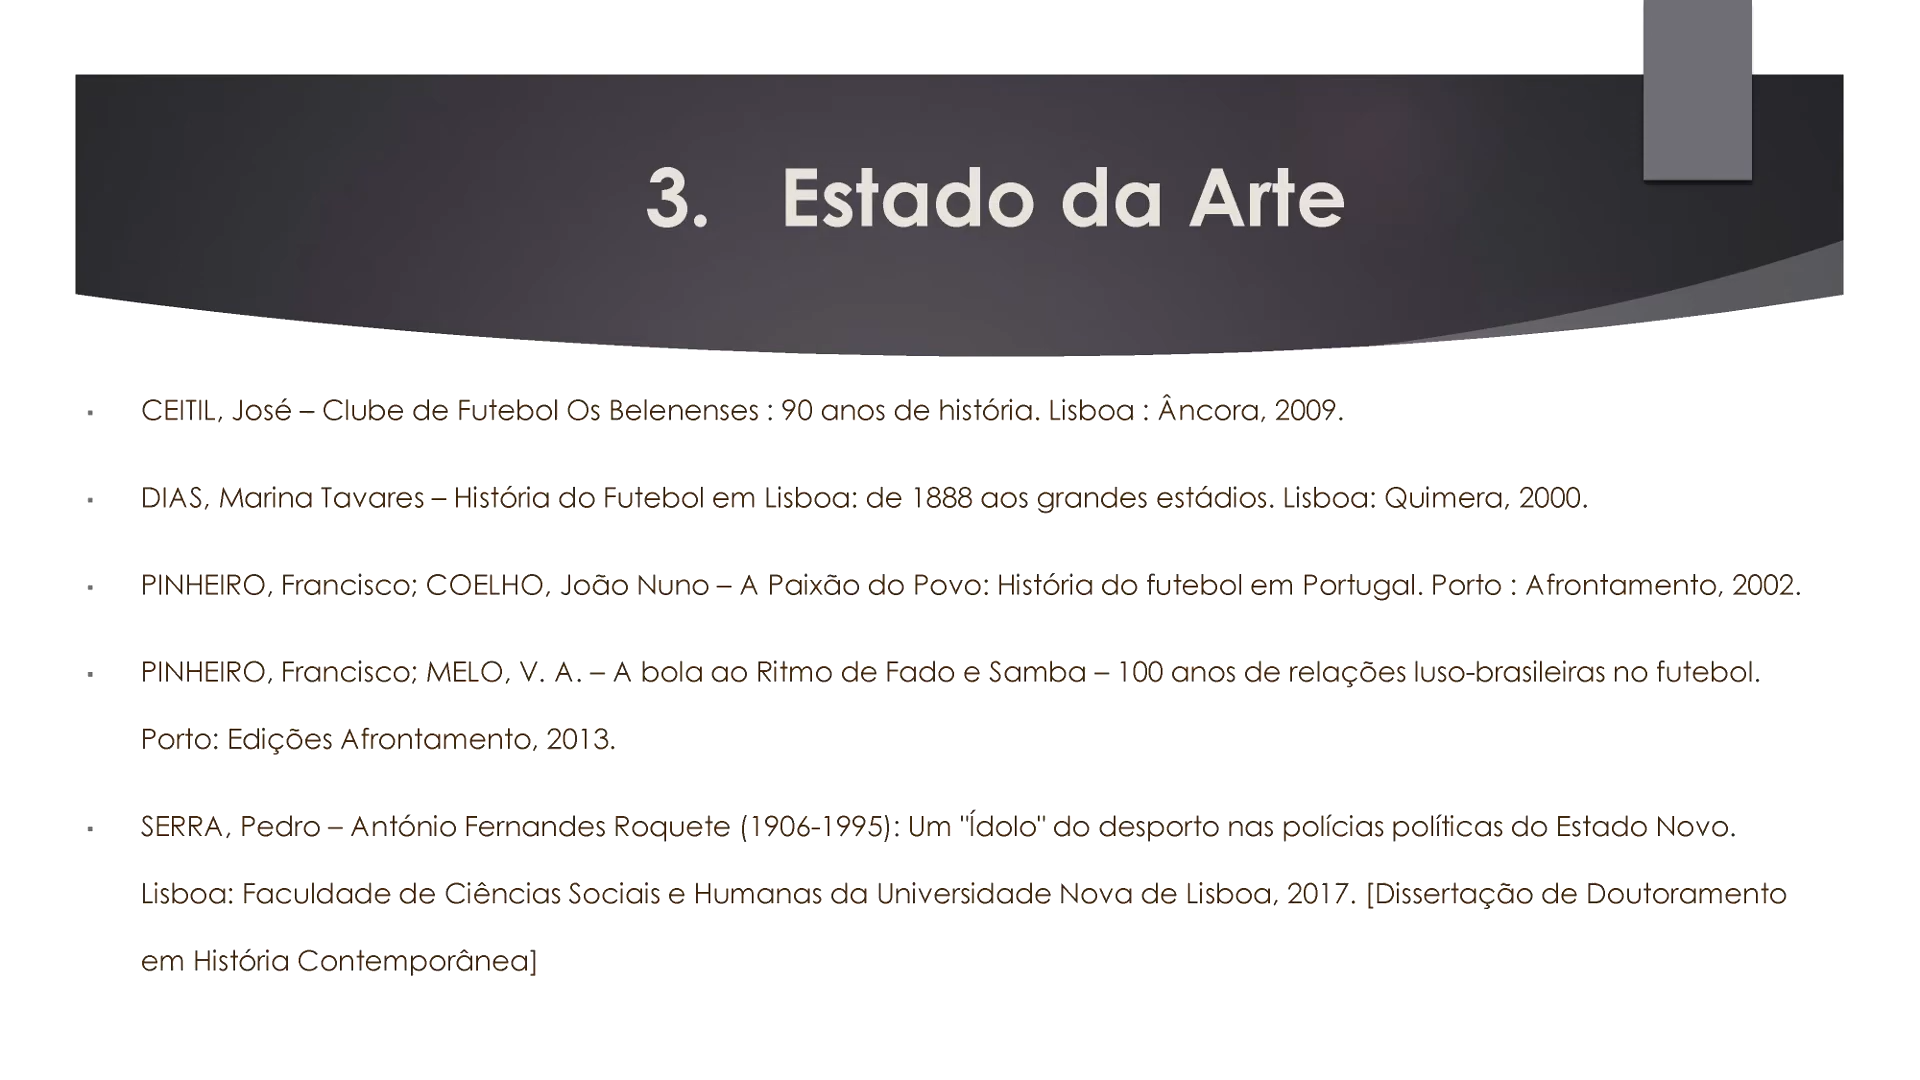 3. Estado da Arte
▪ CEITIL, José – Clube de Futebol Os Belenenses : 90 anos de história. Lisboa : Âncora, 2009.
▪ DIAS, Marina Tavares – História do Futebol em Lisboa: de 1888 aos grandes estádios. Lisboa: Quimera, 2000.
▪ PINHEIRO, Francisco; COELHO, João Nuno – A Paixão do Povo: História do futebol em Portugal. Porto : Afrontamento, 2002.
▪ PINHEIRO, Francisco; MELO, V. A. – A bola ao Ritmo de Fado e Samba – 100 anos de relações luso-brasileiras no futebol.
Porto: Edições Afrontamento, 2013.
▪ SERRA, Pedro – António Fernandes Roquete (1906-1995): Um "Ídolo" do desporto nas polícias políticas do Estado Novo.
Lisboa: Faculdade de Ciências Sociais e Humanas da Universidade Nova de Lisboa, 2017. [Dissertação de Doutoramento
em História Contemporânea]